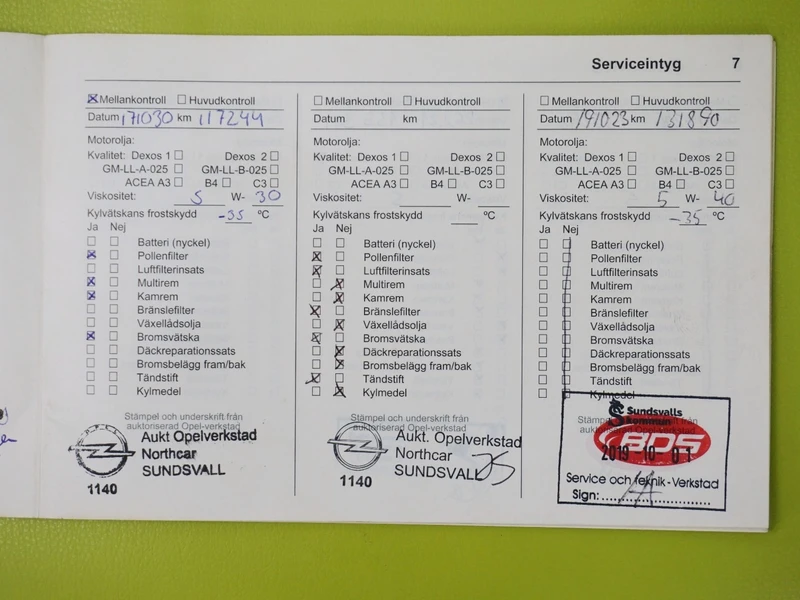 Serviceintyg 7
Mellankontroll Huvudkontroll
Datum 171030 km 117244
Motorolja:
Kvalitet: Dexos 1 Dexos 2
GM-LL-A-025 GM-LL-B-025
ACEA A3 B4 C3
Viskositet: 5 W- 30
Kylvätskans frostskydd -35 ºC
Ja Nej
Batteri (nyckel)
Pollenfilter
Luftfilterinsats
Multirem
Kamrem
Bränslefilter
Växellådsolja
Bromsvätska
Däckreparationssats
Bromsbelägg fram/bak
Tändstift
Kylmedel
Stämpel och underskrift från
auktoriserad Opel-verkstad
OPEL
Aukt Opelverkstad
Northcar
SUNDSVALL
1140
Mellankontroll Huvudkontroll
Datum km
Motorolja:
Kvalitet: Dexos 1 Dexos 2
GM-LL-A-025 GM-LL-B-025
ACEA A3 B4 C3
Viskositet: W-
Kylvätskans frostskydd ºC
Ja Nej
Batteri (nyckel)
Pollenfilter
Luftfilterinsats
Multirem
Kamrem
Bränslefilter
Växellådsolja
Bromsvätska
Däckreparationssats
Bromsbelägg fram/bak
Tändstift
Kylmedel
Stämpel och underskrift från
auktoriserad Opel-verkstad
Aukt. Opelverkstad
Northcar
SUNDSVALL
1140
Mellankontroll Huvudkontroll
Datum 191023 km 131890
Motorolja:
Kvalitet: Dexos 1 Dexos 2
GM-LL-A-025 GM-LL-B-025
ACEA A3 B4 C3
Viskositet: 5 W- 40
Kylvätskans frostskydd -35 ºC
Ja Nej
Batteri (nyckel)
Pollenfilter
Luftfilterinsats
Multirem
Kamrem
Bränslefilter
Växellådsolja
Bromsvätska
Däckreparationssats
Bromsbelägg fram/bak
Tändstift
Kylmedel
Sundsvalls
kommun
BDS
2019-10-01
Service och teknik-Verkstad
Sign: